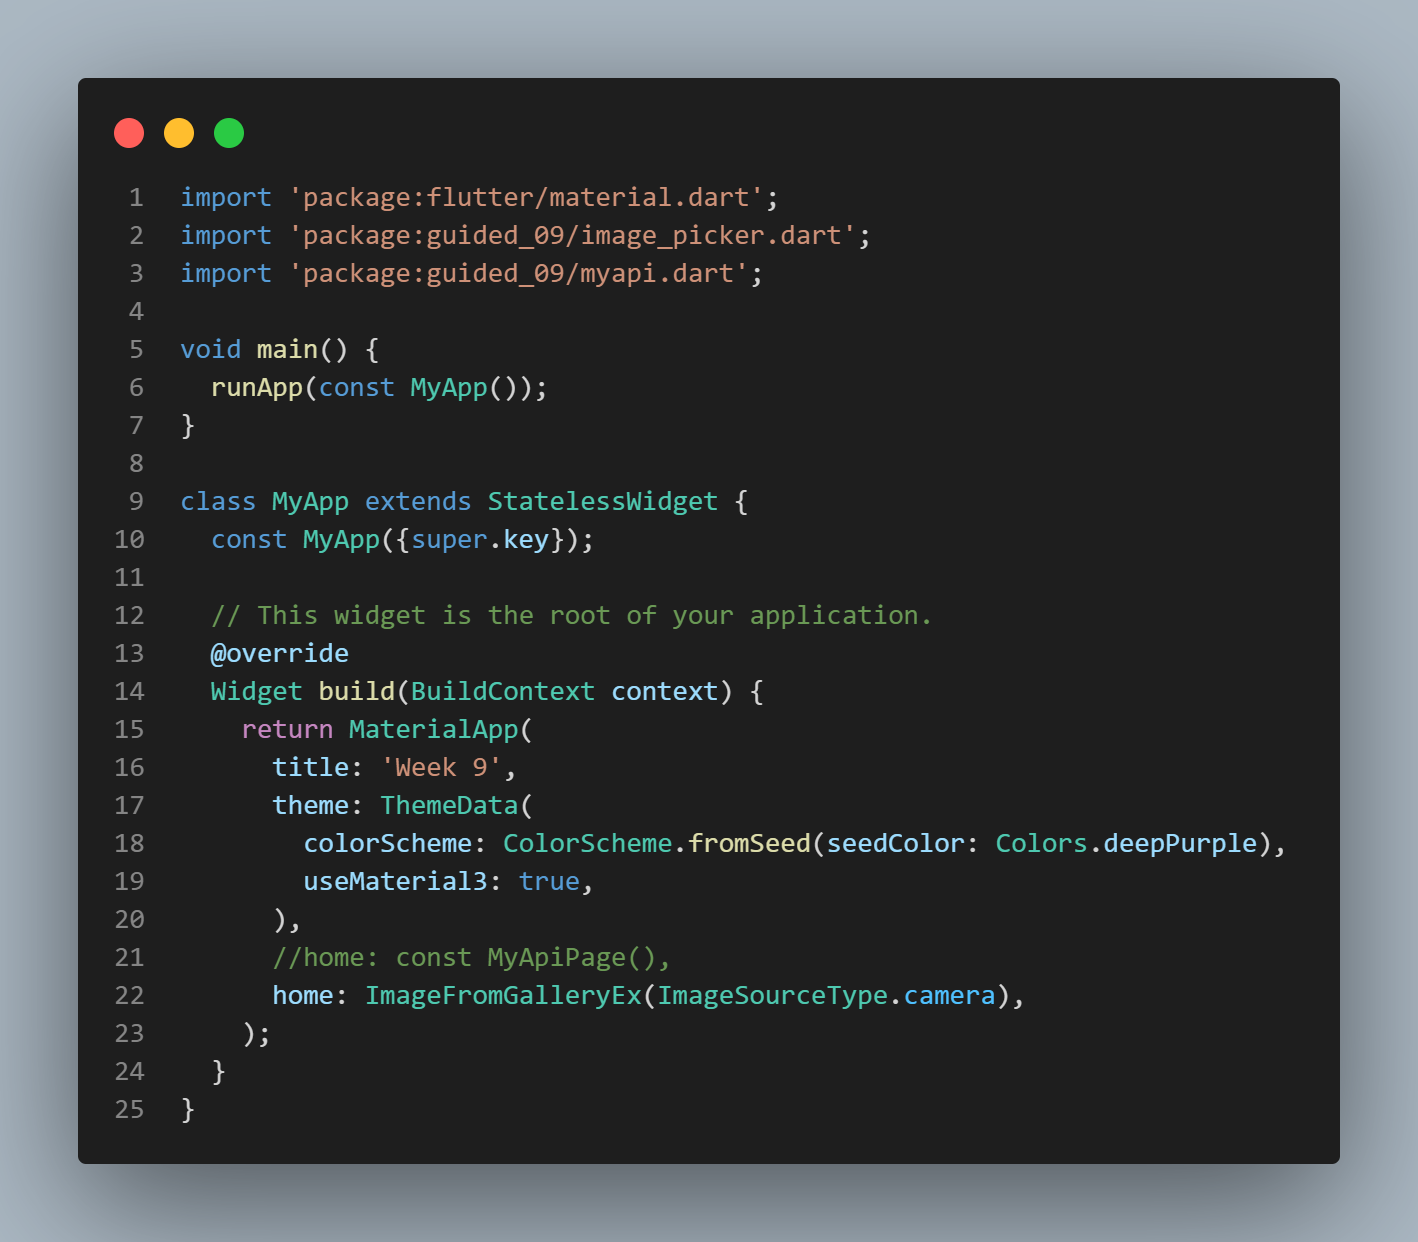 1 import 'package:flutter/material.dart';
2 import 'package:guided_09/image_picker.dart';
3 import 'package:guided_09/myapi.dart';
4
5 void main() {
6   runApp(const MyApp());
7 }
8
9 class MyApp extends StatelessWidget {
10   const MyApp({super.key});
11
12   // This widget is the root of your application.
13   @override
14   Widget build(BuildContext context) {
15     return MaterialApp(
16       title: 'Week 9',
17       theme: ThemeData(
18         colorScheme: ColorScheme.fromSeed(seedColor: Colors.deepPurple),
19         useMaterial3: true,
20       ),
21       //home: const MyApiPage(),
22       home: ImageFromGalleryEx(ImageSourceType.camera),
23     );
24   }
25 }